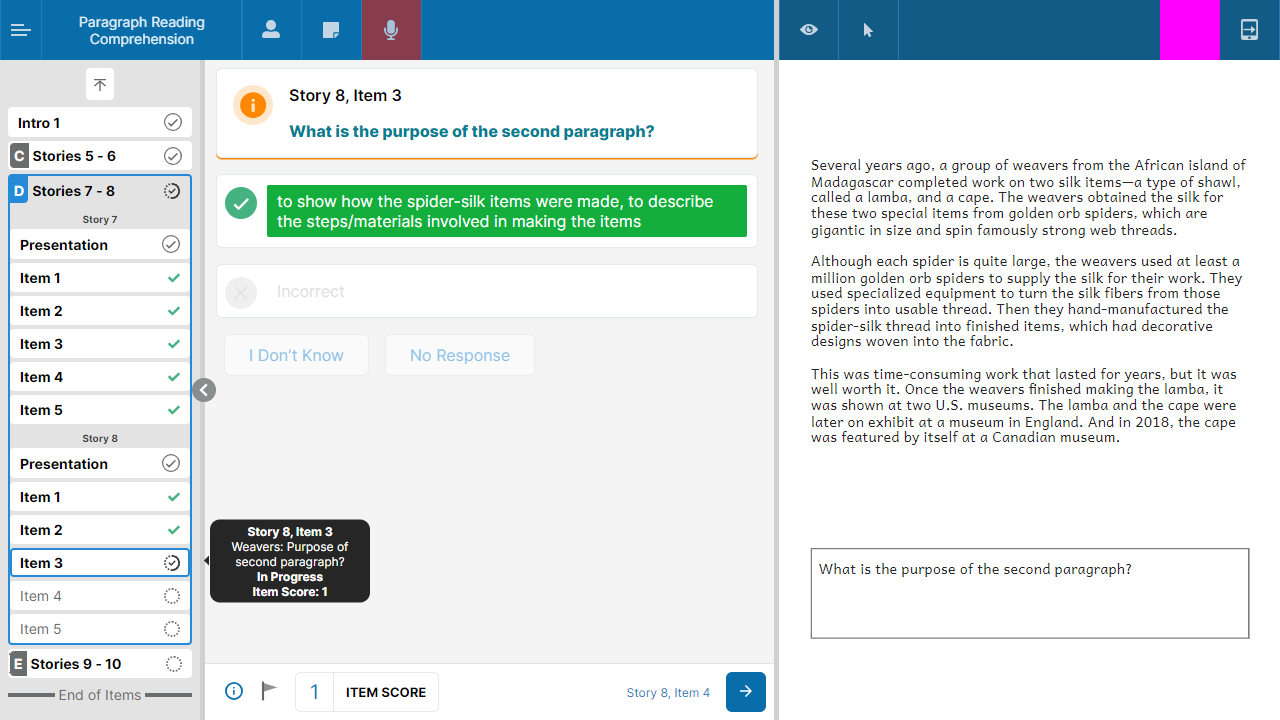 Paragraph Reading
Comprehension
Intro 1
C Stories 5 - 6
D Stories 7 - 8
Story 7
Presentation
Item 1
Item 2
Item 3
Item 4
Item 5
Story 8
Presentation
Item 1
Item 2
Item 3
Item 4
Item 5
E Stories 9 - 10
End of Items
Story 8, Item 3
What is the purpose of the second paragraph?
to show how the spider-silk items were made, to describe
the steps/materials involved in making the items
Incorrect
I Don’t Know
No Response
Story 8, Item 3
Weavers: Purpose of
second paragraph?
In Progress
Item Score: 1
1 ITEM SCORE
Story 8, Item 4
Several years ago, a group of weavers from the African island of
Madagascar completed work on two silk items—a type of shawl,
called a lamba, and a cape. The weavers obtained the silk for
these two special items from golden orb spiders, which are
gigantic in size and spin famously strong web threads.
Although each spider is quite large, the weavers used at least a
million golden orb spiders to supply the silk for their work. They
used specialized equipment to turn the silk fibers from those
spiders into usable thread. Then they hand-manufactured the
spider-silk thread into finished items, which had decorative
designs woven into the fabric.
This was time-consuming work that lasted for years, but it was
well worth it. Once the weavers finished making the lamba, it
was shown at two U.S. museums. The lamba and the cape were
later on exhibit at a museum in England. And in 2018, the cape
was featured by itself at a Canadian museum.
What is the purpose of the second paragraph?